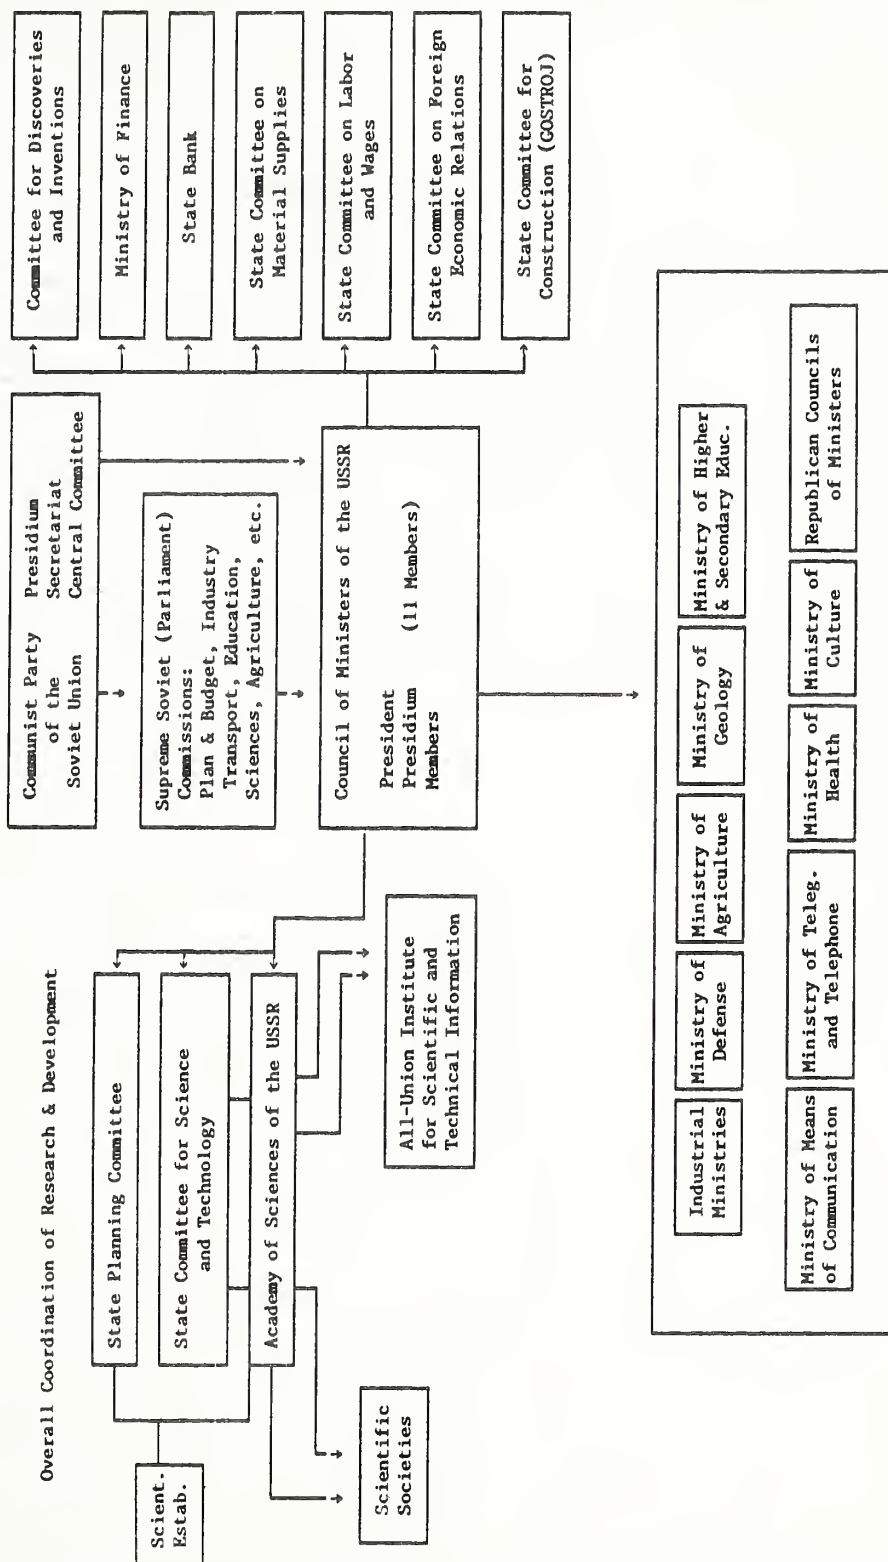 Overall Coordination of Research & Development
Scient.
Estab.
State Planning Committee
State Committee for Science
and Technology
Academy of Sciences of the USSR
Scientific
Societies
All-Union Institute
for Scientific and
Technical Information
Communist Party
of the
Soviet Union
Presidium
Secretariat
Central Committee
Supreme Soviet (Parliament)
Commissions:
Plan & Budget, Industry
Transport, Education,
Sciences, Agriculture, etc.
Council of Ministers of the USSR
President
Presidium (11 Members)
Members
Committee for Discoveries
and Inventions
Ministry of Finance
State Bank
State Committee on
Material Supplies
State Committee on Labor
and Wages
State Committee on Foreign
Economic Relations
State Committee for
Construction (GOSTROJ)
Industrial
Ministries
Ministry of
Defense
Ministry of
Agriculture
Ministry of
Geology
Ministry of Higher
& Secondary Educ.
Ministry of Means
of Communication
Ministry of Teleg.
and Telephone
Ministry of
Health
Ministry of
Culture
Republican Councils
of Ministers